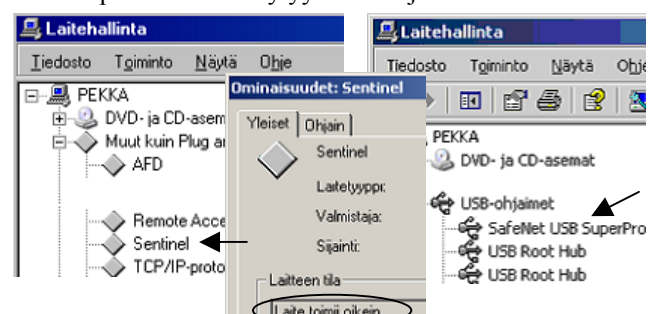 Laitehallinta
Tiedosto Toiminto Näytä Ohje
PEKKA
DVD- ja CD-asem
Muut kuin Plug ar
AFD
Remote Acce
Sentinel
TCP/IP-proto
Ominaisuudet: Sentinel
Yleiset Ohjain
Sentinel
Laitetyyppi:
Valmistaja:
Sijainti:
Laitteen tila
Laite toimii oikein
Laitehallinta
Tiedosto Toiminto Näytä Ohje
PEKKA
DVD- ja CD-asemat
USB-ohjaimet
SafeNet USB SuperPro
USB Root Hub
USB Root Hub